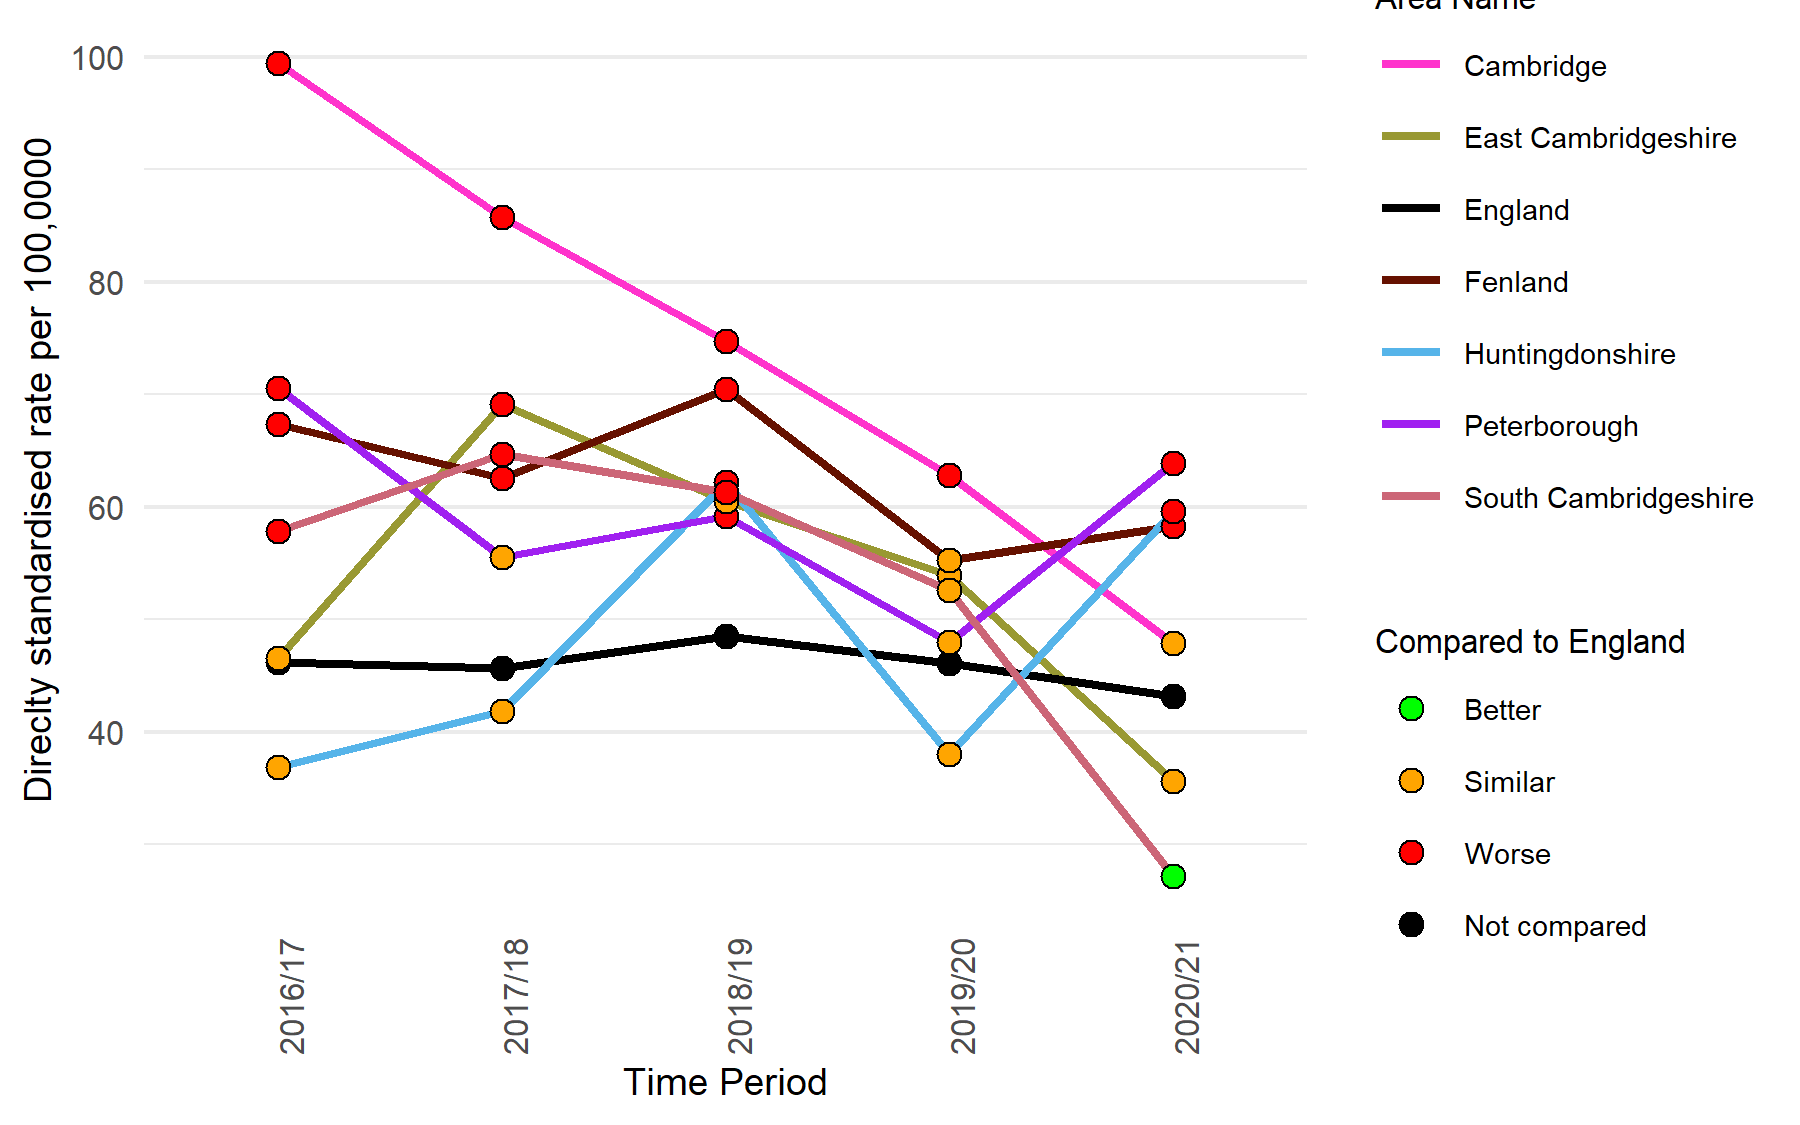 Area Name
Cambridge
East Cambridgeshire
England
Fenland
Huntingdonshire
Peterborough
South Cambridgeshire
Compared to England
Better
Similar
Worse
Not compared
100
80
60
40
Direclty standardised rate per 100,0000
2016/17
2017/18
2018/19
2019/20
2020/21
Time Period